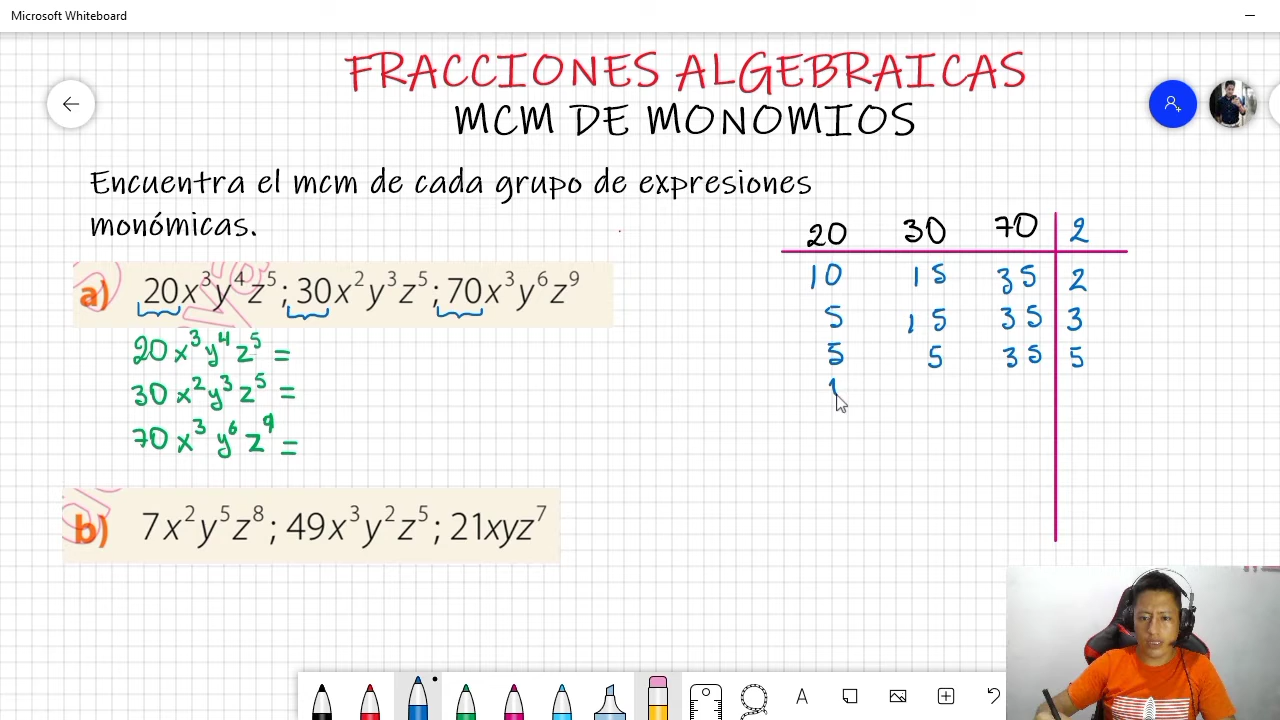 Microsoft Whiteboard
FRACCIONES ALGEBRAICAS
MCM DE MONOMIOS
Encuentra el mcm de cada grupo de expresiones
monómicas.
a) 20x³y⁴z⁵; 30x²y³z⁵; 70x³y⁶z⁹
20x³y⁴z⁵ =
30x²y³z⁵ =
70x³y⁶z⁹ =
b) 7x²y⁵z⁸; 49x³y²z⁵; 21xyz⁷
20 30 70 2
10 15 35 2
5 15 35 3
5 5 35 5
1
A